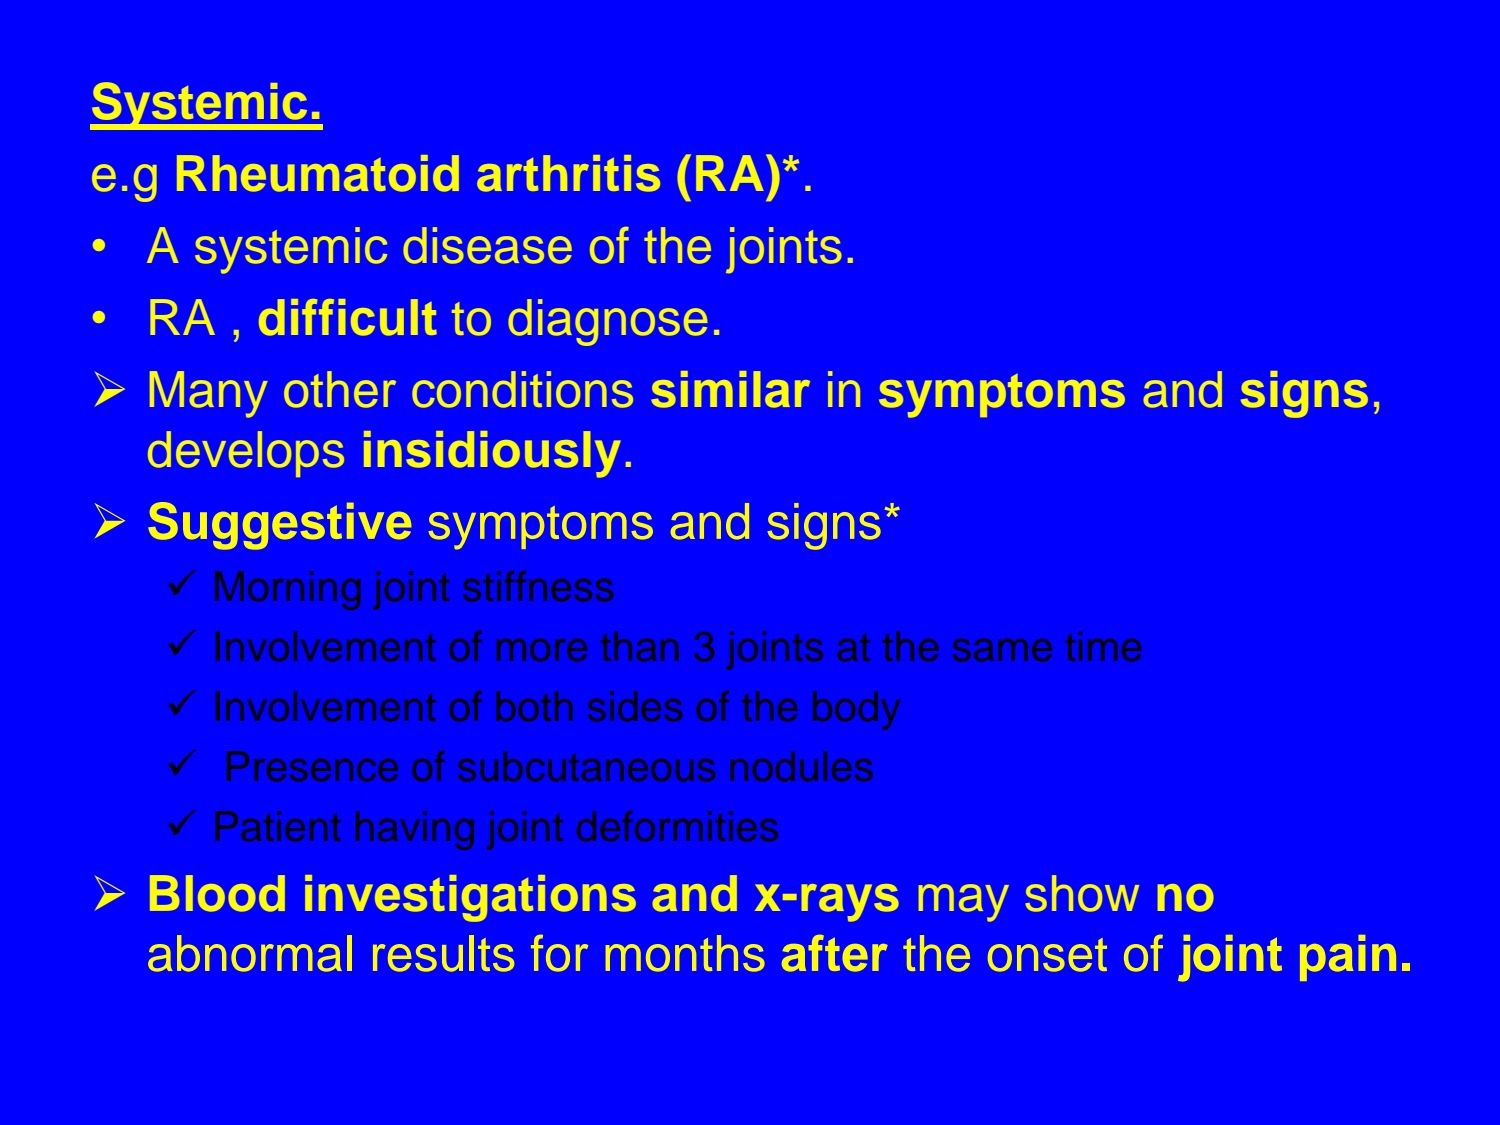 Systemic.
e.g Rheumatoid arthritis (RA)*.
• A systemic disease of the joints.
• RA , difficult to diagnose.
➢ Many other conditions similar in symptoms and signs,
develops insidiously.
➢ Suggestive symptoms and signs*
✓ Morning joint stiffness
✓ Involvement of more than 3 joints at the same time
✓ Involvement of both sides of the body
✓ Presence of subcutaneous nodules
✓ Patient having joint deformities
➢ Blood investigations and x-rays may show no
abnormal results for months after the onset of joint pain.